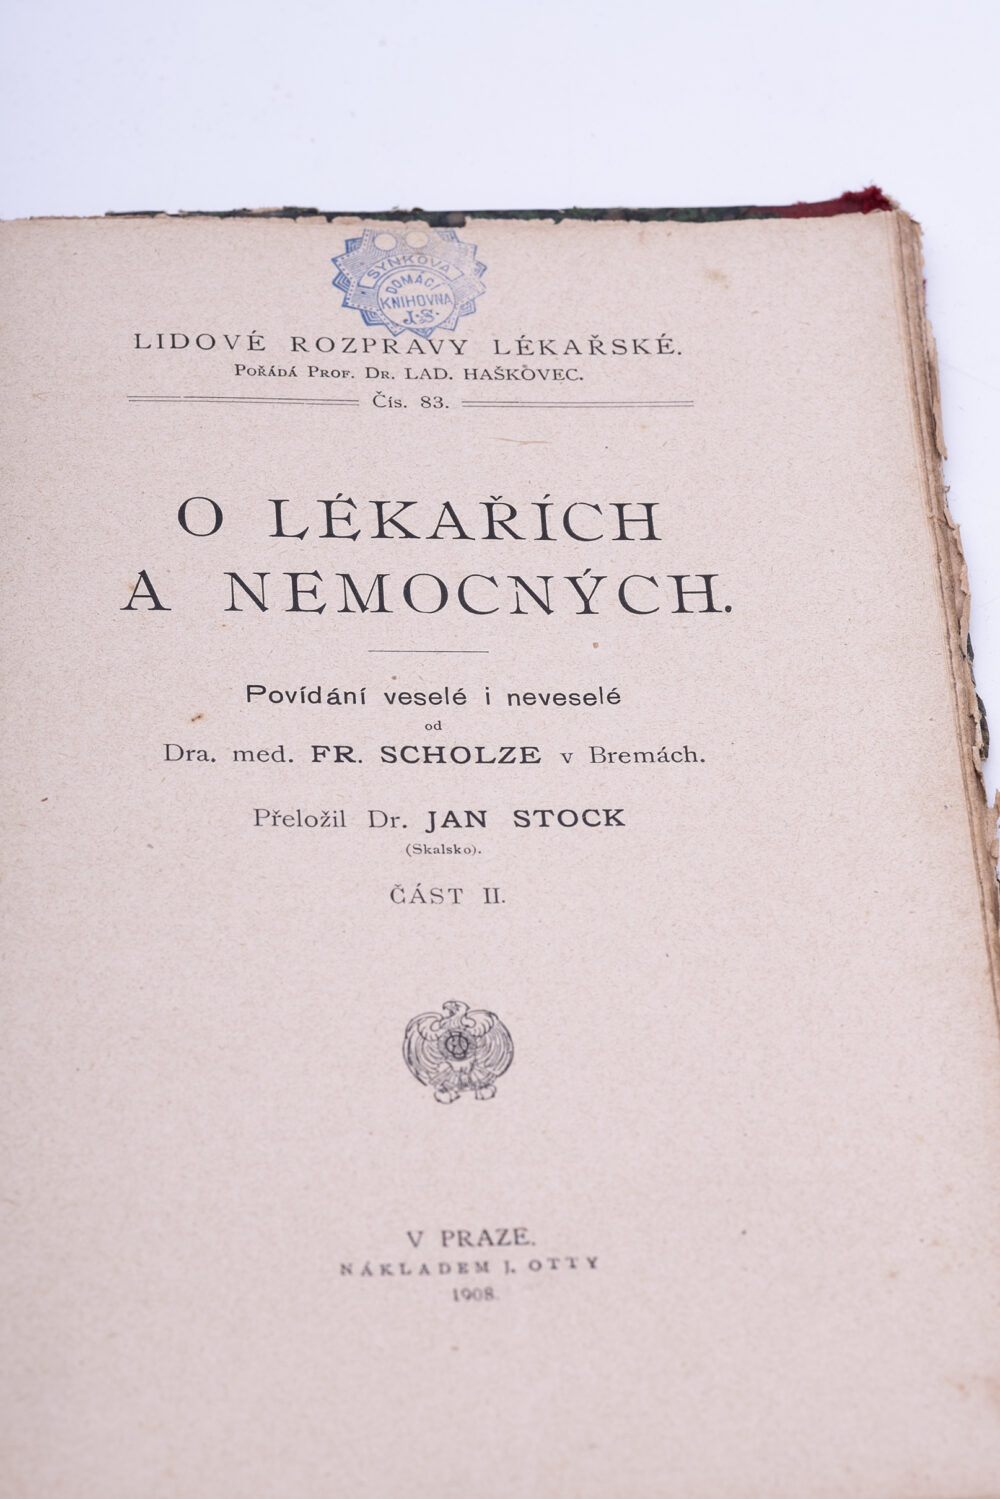 SYNKOVA
DOMÁCÍ
KNIHOVNA
J.S.
LIDOVÉ ROZPRAVY LÉKAŘSKÉ.
POŘÁDÁ PROF. DR. LAD. HAŠKOVEC.
Čís. 83.
O LÉKAŘÍCH
A NEMOCNÝCH.
Povídání veselé i neveselé
od
Dra. med. FR. SCHOLZE v Bremách.
Přeložil Dr. JAN STOCK
(Skalsko).
ČÁST II.
V PRAZE.
NÁKLADEM J. OTTY
1908.